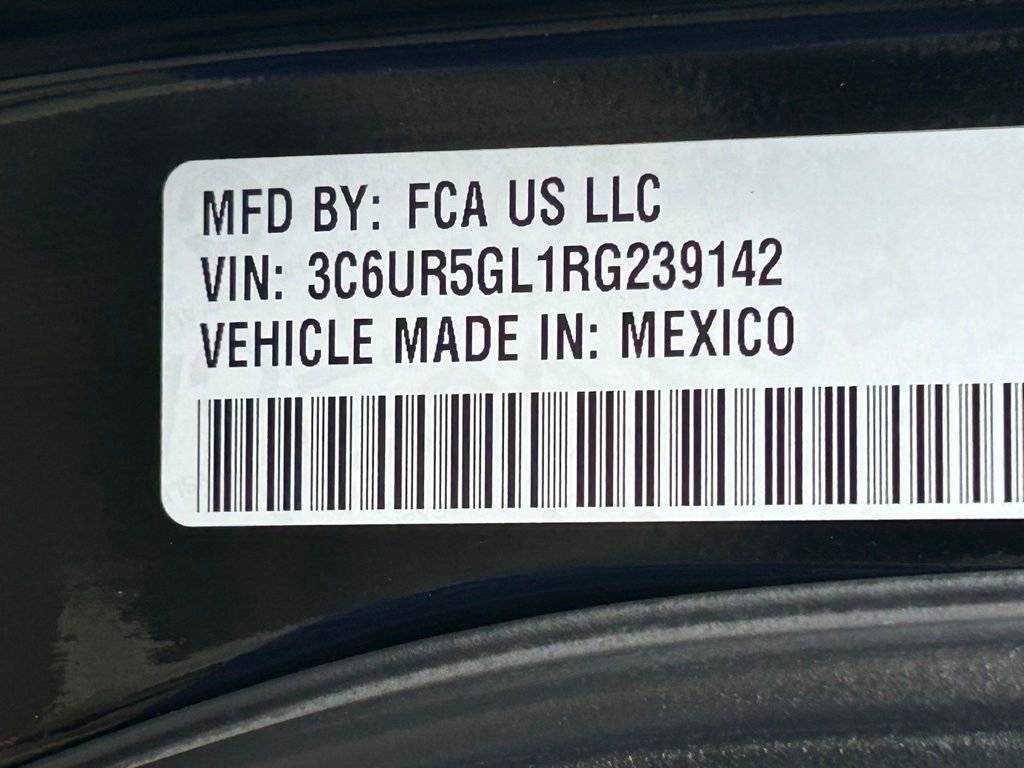 MFD BY: FCA US LLC
VIN: 3C6UR5GL1RG239142
VEHICLE MADE IN: MEXICO